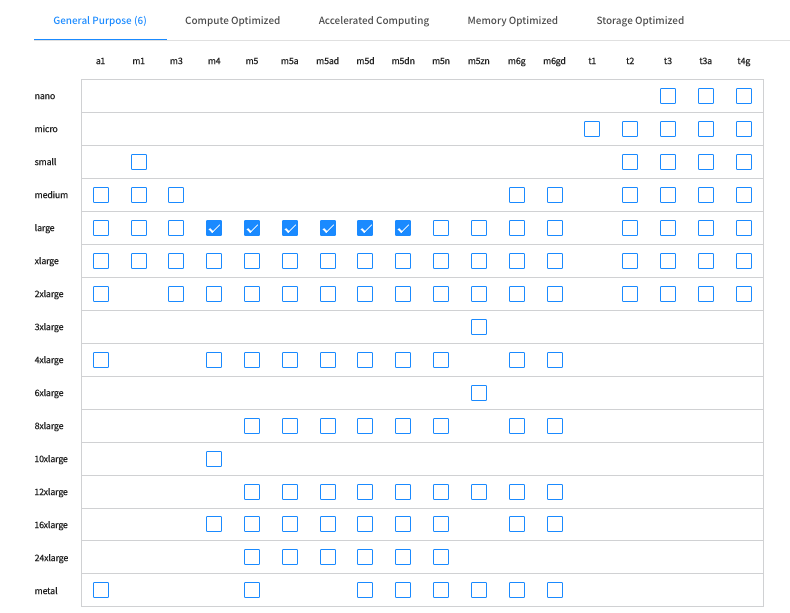 General Purpose (6) Compute Optimized Accelerated Computing Memory Optimized Storage Optimized
a1 m1 m3 m4 m5 m5a m5ad m5d m5dn m5n m5zn m6g m6gd t1 t2 t3 t3a t4g
nano
micro
small
medium
large
xlarge
2xlarge
3xlarge
4xlarge
6xlarge
8xlarge
10xlarge
12xlarge
16xlarge
24xlarge
metal